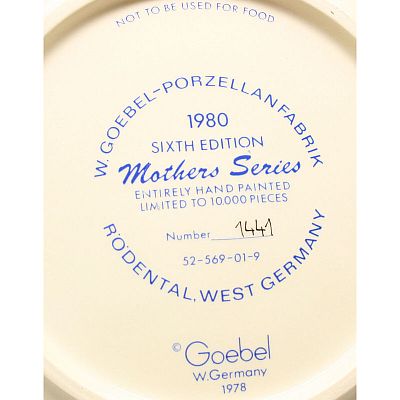 NOT TO BE USED FOR FOOD
W. GOEBEL-PORZELLANFABRIK
1980
SIXTH EDITION
Mothers Series
ENTIRELY HAND PAINTED
LIMITED TO 10.000 PIECES
Number 1441
52-569-01-9
RÖDENTAL, WEST GERMANY
© Goebel
W. Germany
1978